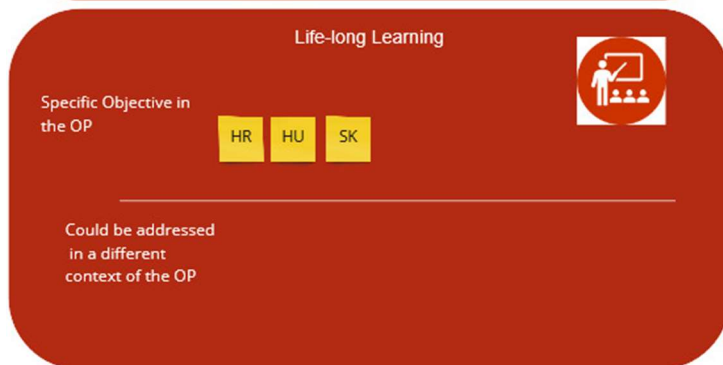 Life-long Learning
Specific Objective in
the OP
HR HU SK
Could be addressed
in a different
context of the OP